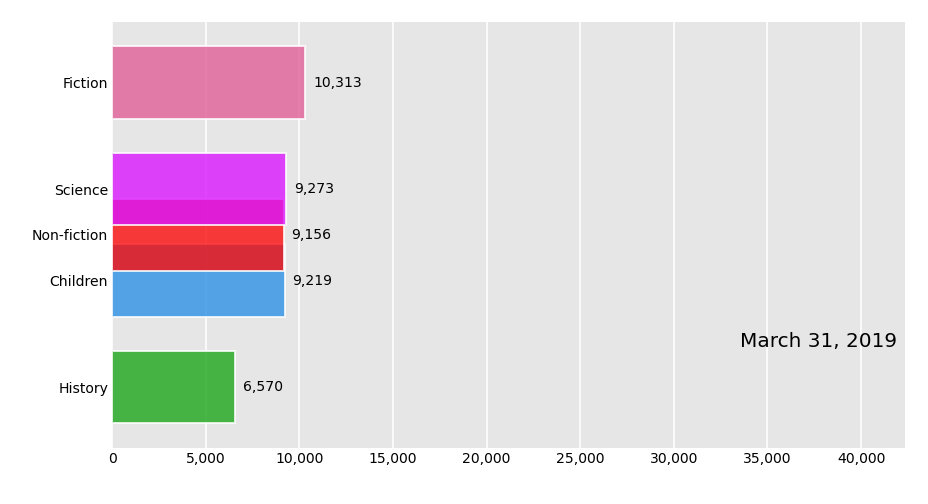 Fiction 10,313
Science 9,273
Non-fiction 9,156
Children 9,219
March 31, 2019
History 6,570
0 5,000 10,000 15,000 20,000 25,000 30,000 35,000 40,000